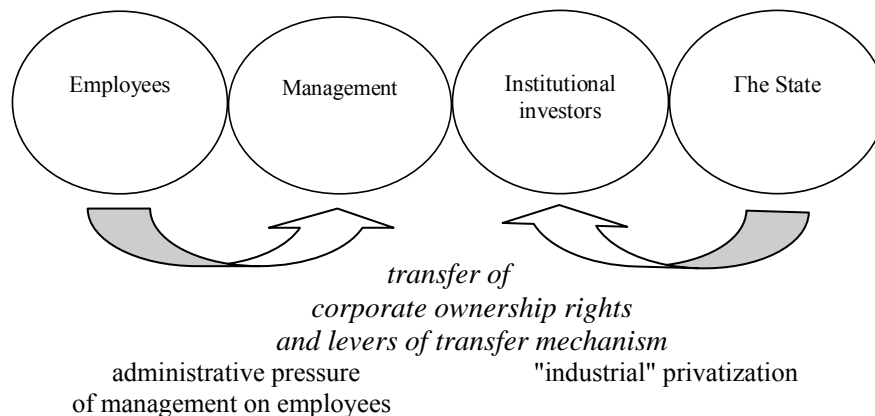 Employees
Management
Institutional
investors
Гhe State
transfer of
corporate ownership rights
and levers of transfer mechanism
administrative pressure
of management on employees
"industrial" privatization